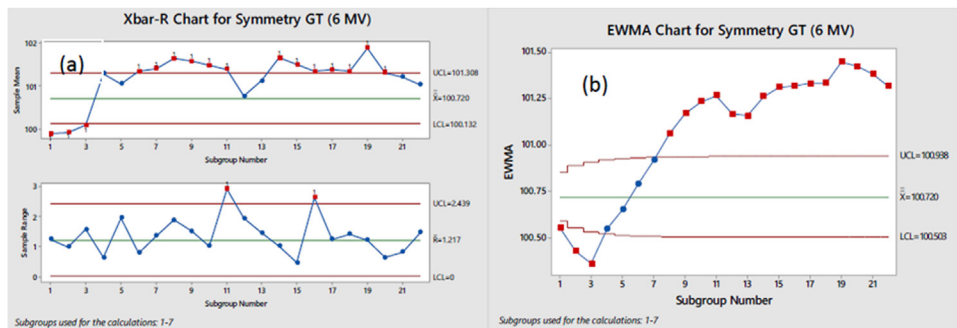 Xbar-R Chart for Symmetry GT (6 MV)
(a)
Sample Mean
102
101
100
UCL=101.308
X=100.720
LCL=100.132
1 3 5 7 9 11 13 15 17 19 21
Subgroup Number
Sample Range
3
2
1
0
UCL=2.439
R=1.217
LCL=0
1 3 5 7 9 11 13 15 17 19 21
Subgroup Number
Subgroups used for the calculations: 1-7
EWMA Chart for Symmetry GT (6 MV)
(b)
EWMA
101.50
101.25
101.00
100.75
100.50
UCL=100.938
X=100.720
LCL=100.503
1 3 5 7 9 11 13 15 17 19 21
Subgroup Number
Subgroups used for the calculations: 1-7